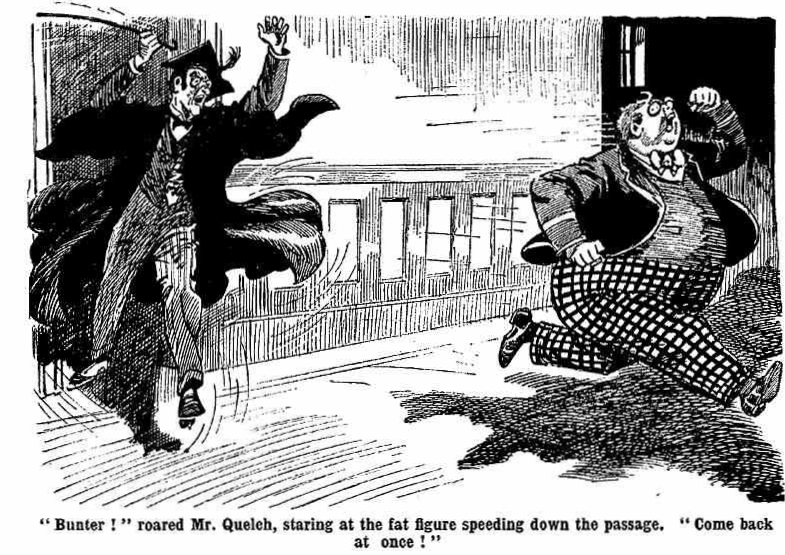 “ Bunter ! ” roared Mr. Quelch, staring at the fat figure speeding down the passage. “ Come back
at once ! ”